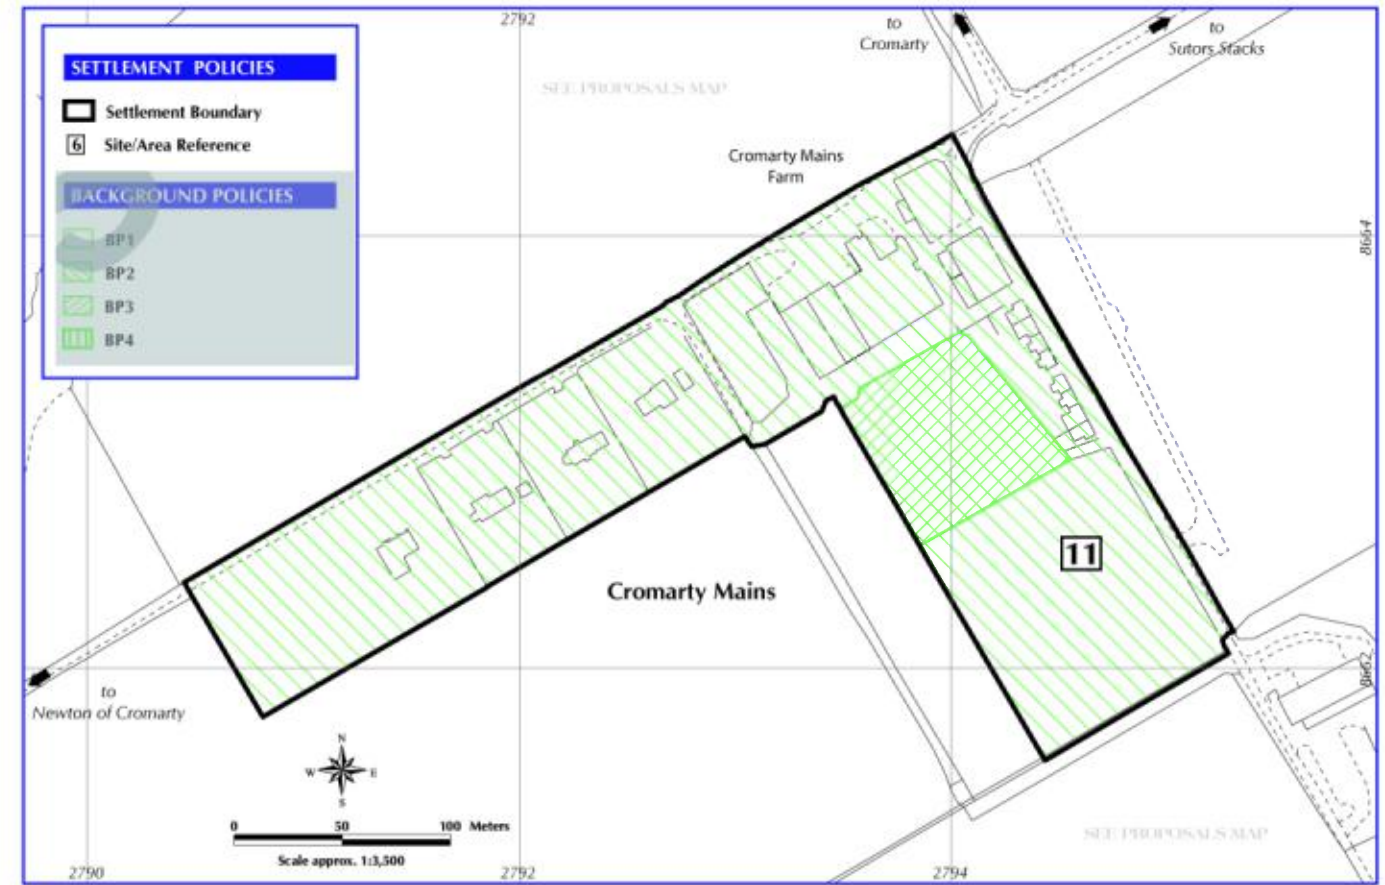 2792
to
Cromarty
to
Sutors Stacks
SETTLEMENT POLICIES
Settlement Boundary
6 Site/Area Reference
BACKGROUND POLICIES
BP1
BP2
BP3
BP4
SEE PROPOSALS MAP
Cromarty Mains
Farm
8664
11
Cromarty Mains
8662
to
Newton of Cromarty
N
W E
S
0 50 100 Meters
Scale approx. 1:3,500
SEE PROPOSALS MAP
2790
2792
2794